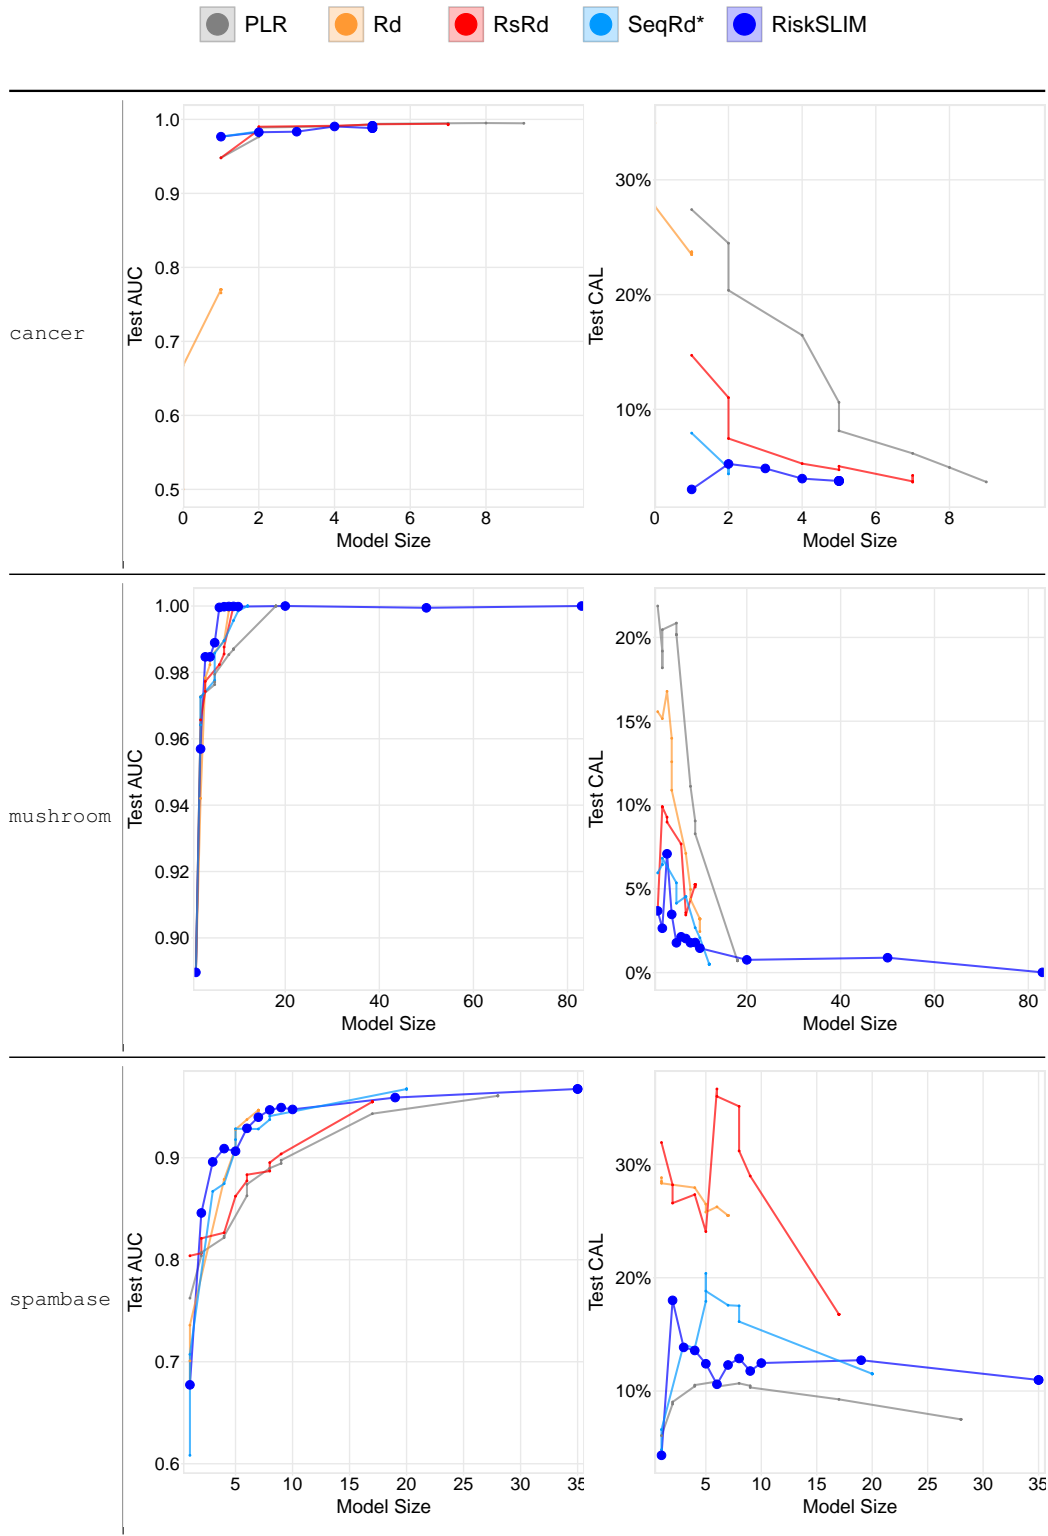 PLR Rd RsRd SeqRd* RiskSLIM
cancer
Test AUC
1.0
0.9
0.8
0.7
0.6
0.5
0 2 4 6 8
Model Size
Test CAL
30%
20%
10%
0 2 4 6 8
Model Size
mushroom
Test AUC
1.00
0.98
0.96
0.94
0.92
0.90
20 40 60 80
Model Size
Test CAL
20%
15%
10%
5%
0%
20 40 60 80
Model Size
spambase
Test AUC
0.9
0.8
0.7
0.6
5 10 15 20 25 30 35
Model Size
Test CAL
30%
20%
10%
5 10 15 20 25 30 35
Model Size